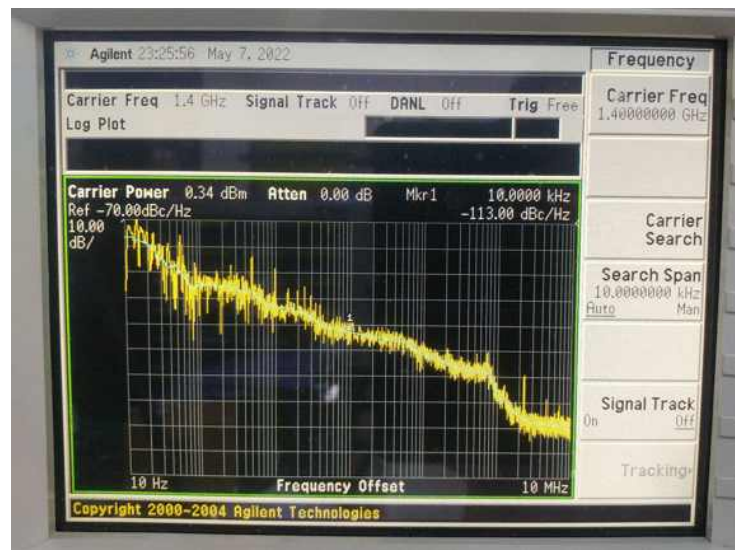 Agilent 23:25:56 May 7, 2022
Frequency
Carrier Freq 1.4 GHz Signal Track Off DANL Off Trig Free
Log Plot
Carrier Freq
1.40000000 GHz
Carrier Power 0.34 dBm Atten 0.00 dB Mkr1 10.0000 kHz
Ref -70.00dBc/Hz -113.00 dBc/Hz
10.00
dB/
1
Carrier
Search
Search Span
10.0000000 kHz
Auto Man
Signal Track
On Off
Tracking
10 Hz Frequency Offset 10 MHz
Copyright 2000-2004 Agilent Technologies